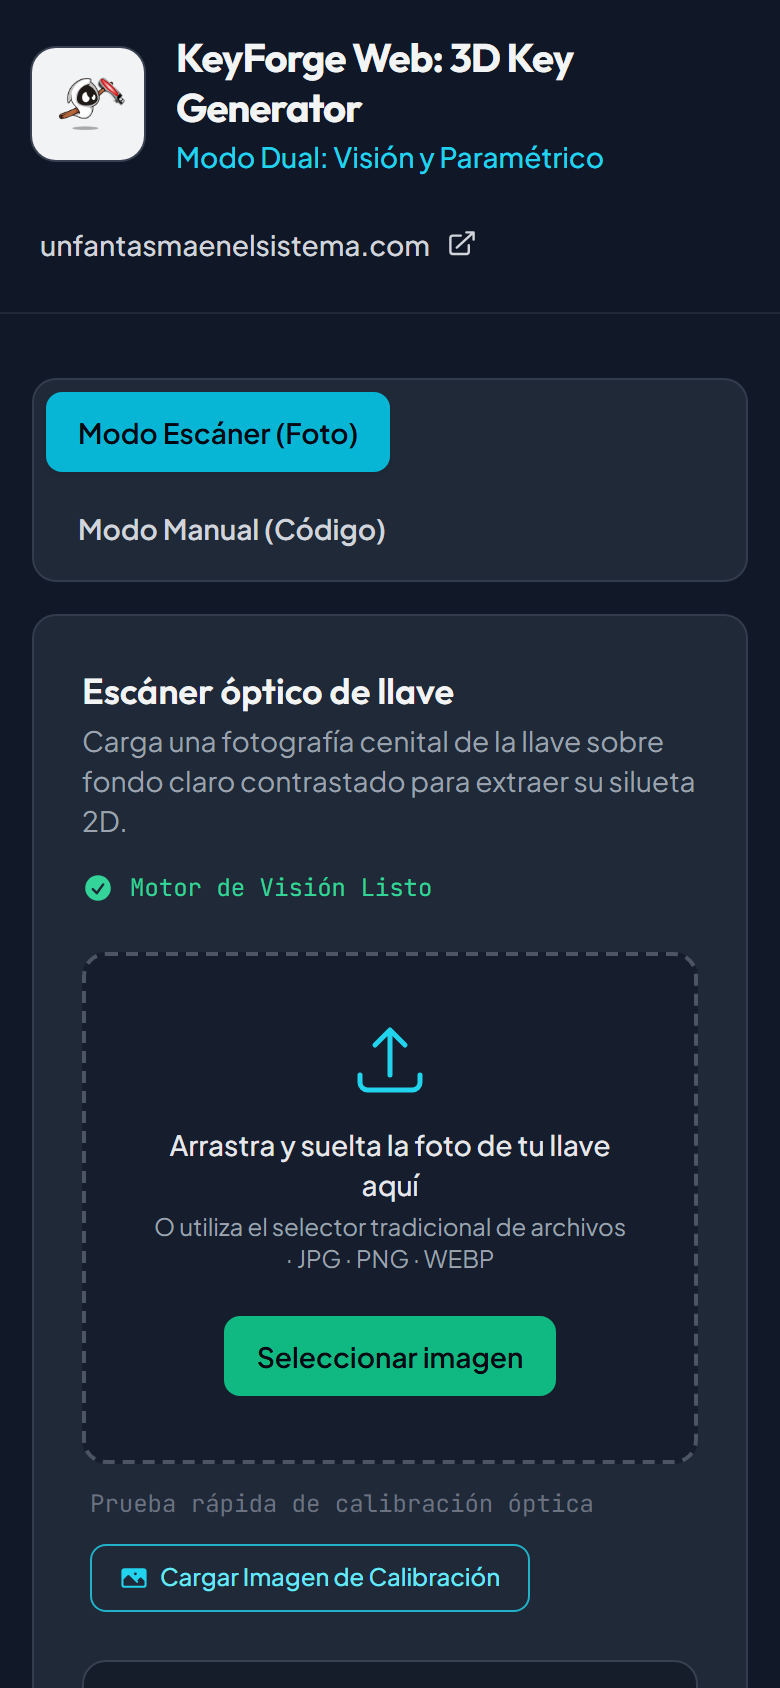 KeyForge Web: 3D Key
Generator
Modo Dual: Visión y Paramétrico
unfantasmaenelsistema.com
Modo Escáner (Foto)
Modo Manual (Código)
Escáner óptico de llave
Carga una fotografía cenital de la llave sobre
fondo claro contrastado para extraer su silueta
2D.
Motor de Visión Listo
Arrastra y suelta la foto de tu llave
aquí
O utiliza el selector tradicional de archivos
· JPG · PNG · WEBP
Seleccionar imagen
Prueba rápida de calibración óptica
Cargar Imagen de Calibración